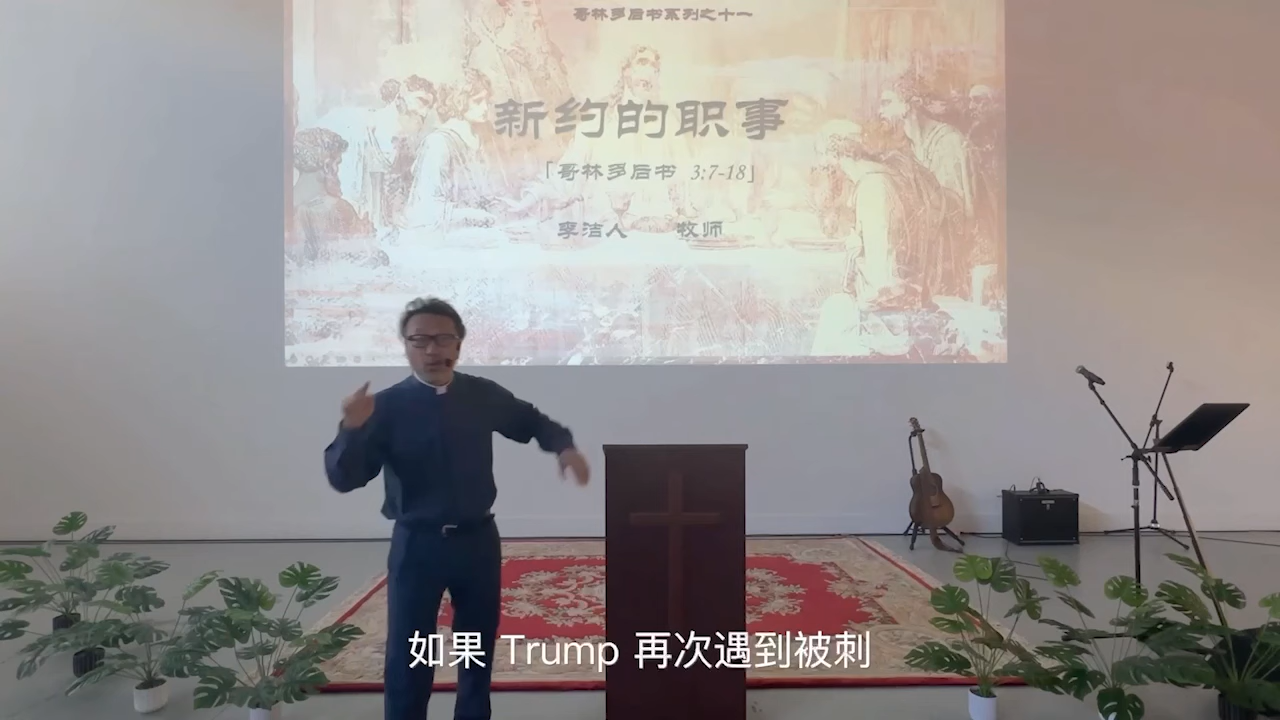 哥林多后书系列之十一
新约的职事
「哥林多后书 3:7-18」
李洁人 牧师
如果 Trump 再次遇到被刺